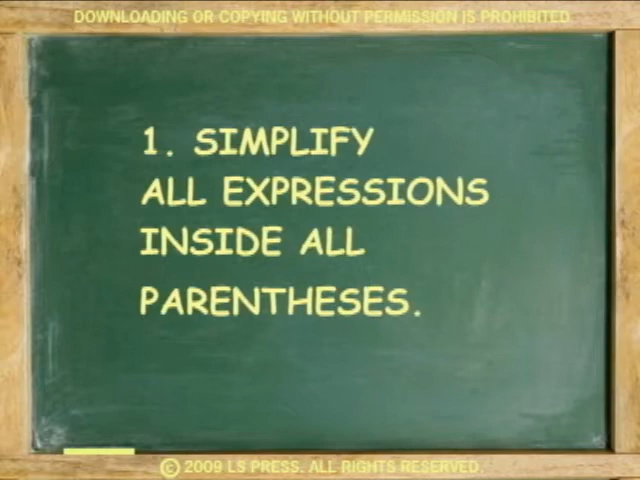 DOWNLOADING OR COPYING WITHOUT PERMISSION IS PROHIBITED.
1. SIMPLIFY
ALL EXPRESSIONS
INSIDE ALL
PARENTHESES.
© 2009 LS PRESS. ALL RIGHTS RESERVED.